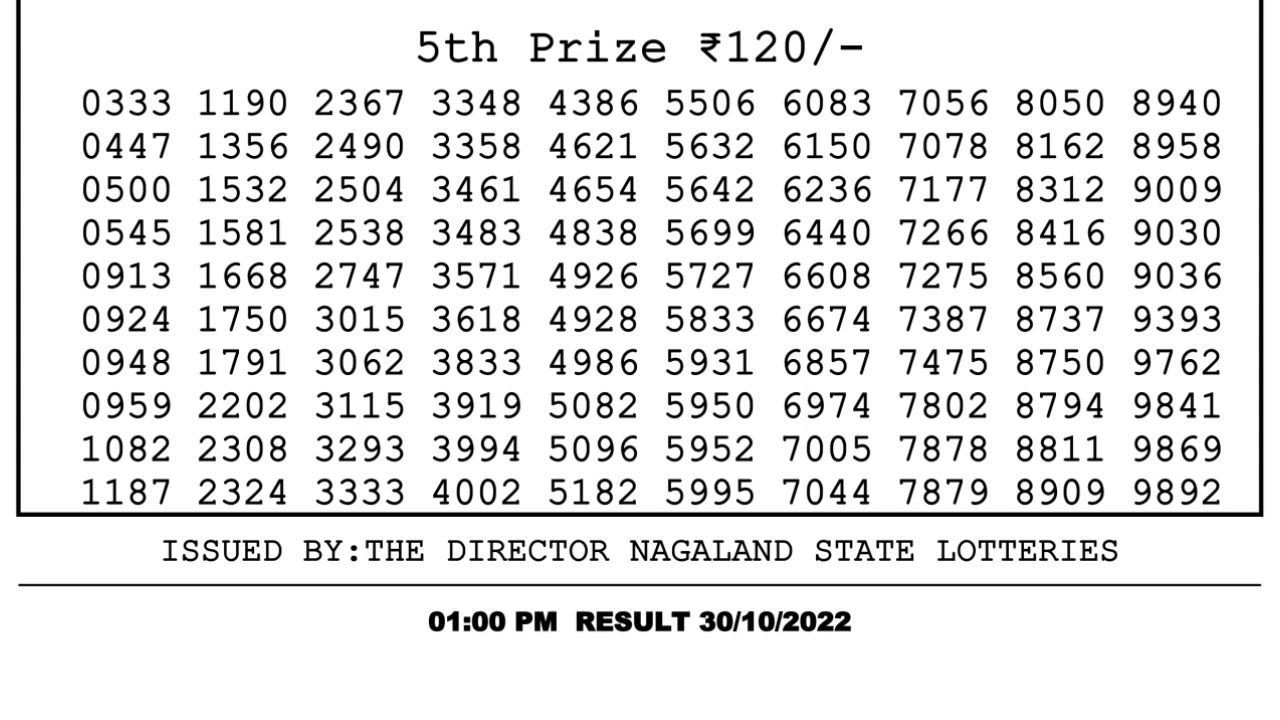 5th Prize ₹120/-
0333 1190 2367 3348 4386 5506 6083 7056 8050 8940
0447 1356 2490 3358 4621 5632 6150 7078 8162 8958
0500 1532 2504 3461 4654 5642 6236 7177 8312 9009
0545 1581 2538 3483 4838 5699 6440 7266 8416 9030
0913 1668 2747 3571 4926 5727 6608 7275 8560 9036
0924 1750 3015 3618 4928 5833 6674 7387 8737 9393
0948 1791 3062 3833 4986 5931 6857 7475 8750 9762
0959 2202 3115 3919 5082 5950 6974 7802 8794 9841
1082 2308 3293 3994 5096 5952 7005 7878 8811 9869
1187 2324 3333 4002 5182 5995 7044 7879 8909 9892
ISSUED BY:THE DIRECTOR NAGALAND STATE LOTTERIES
01:00 PM RESULT 30/10/2022